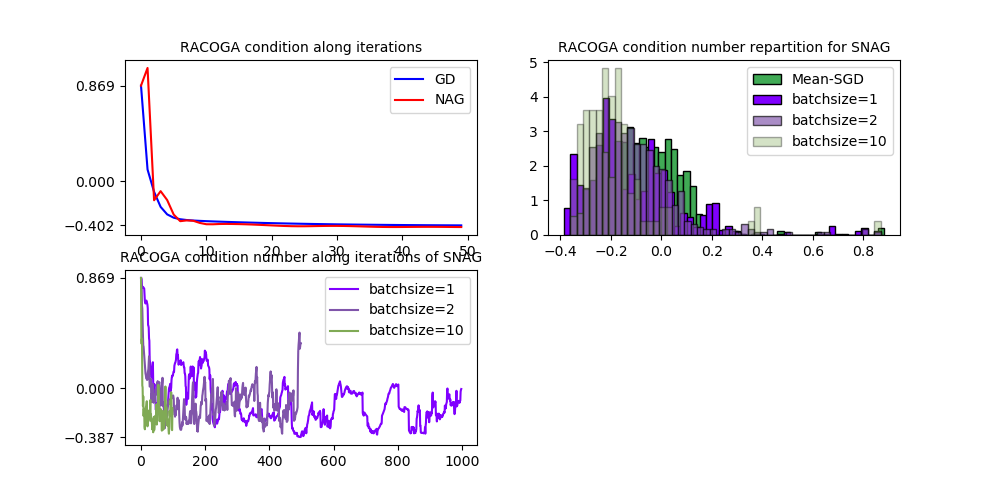 RACOGA condition along iterations
0.869
0.000
−0.402
0 10 20 30 40 50
GD
NAG
RACOGA condition number repartition for SNAG
5
4
3
2
1
0
−0.4 −0.2 0.0 0.2 0.4 0.6 0.8
Mean-SGD
batchsize=1
batchsize=2
batchsize=10
RACOGA condition number along iterations of SNAG
0.869
0.000
−0.387
0 200 400 600 800 1000
batchsize=1
batchsize=2
batchsize=10